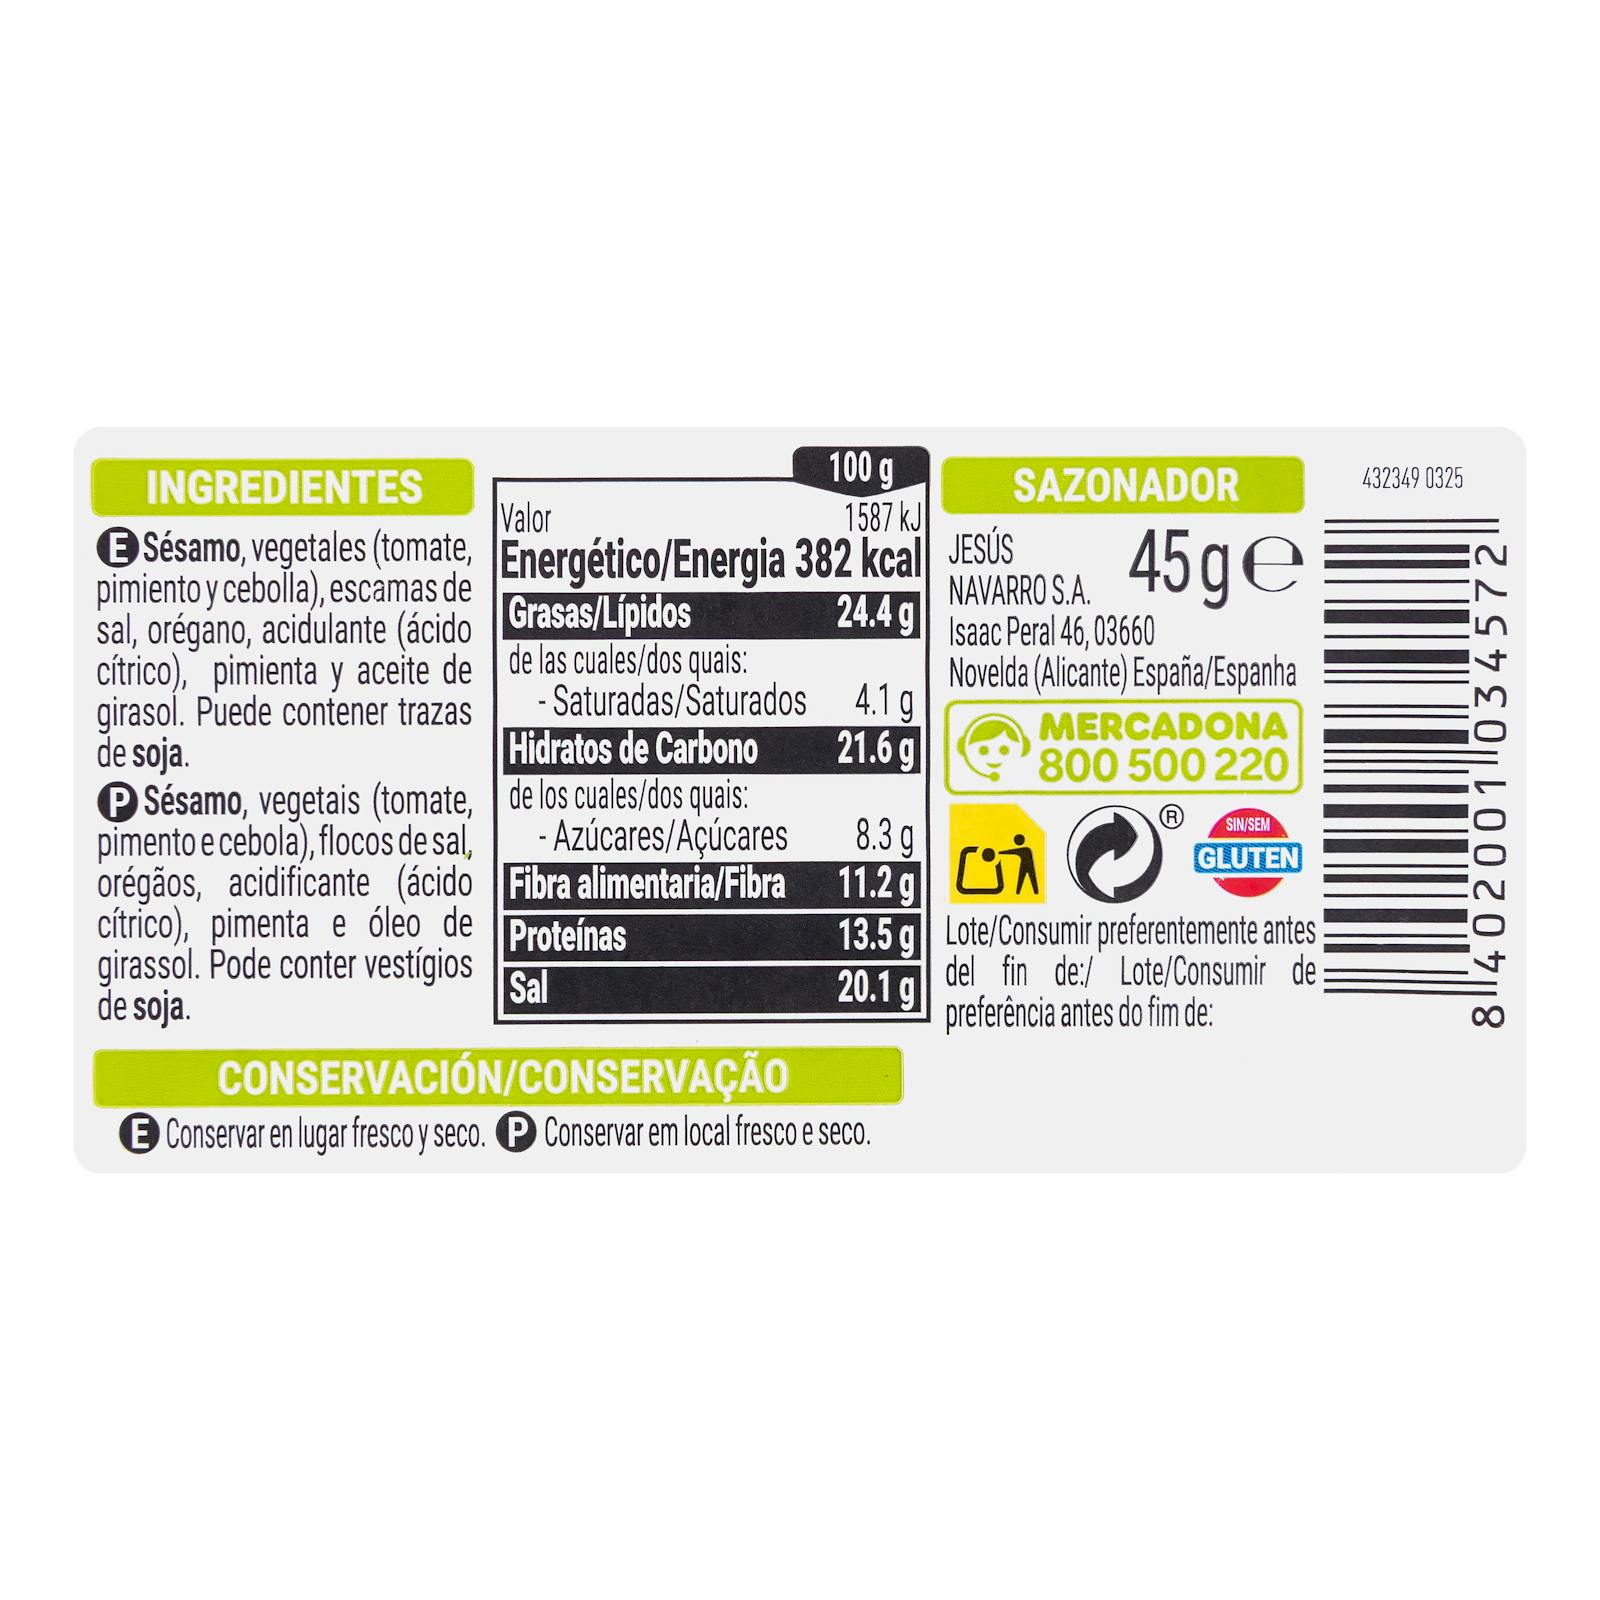 INGREDIENTES
E Sésamo, vegetales (tomate,
pimiento y cebolla), escamas de
sal, orégano, acidulante (ácido
cítrico), pimienta y aceite de
girasol. Puede contener trazas
de soja.
P Sésamo, vegetais (tomate,
pimento e cebola), flocos de sal,
orégãos, acidificante (ácido
cítrico), pimenta e óleo de
girassol. Pode conter vestígios
de soja.
100 g
Valor 1587 kJ
Energético/Energia 382 kcal
Grasas/Lípidos 24.4 g
de las cuales/dos quais:
- Saturadas/Saturados 4.1 g
Hidratos de Carbono 21.6 g
de los cuales/dos quais:
- Azúcares/Açúcares 8.3 g
Fibra alimentaria/Fibra 11.2 g
Proteínas 13.5 g
Sal 20.1 g
CONSERVACIÓN/CONSERVAÇÃO
E Conservar en lugar fresco y seco. P Conservar em local fresco e seco.
SAZONADOR
JESÚS
NAVARRO S.A.
45 g e
Isaac Peral 46, 03660
Novelda (Alicante) España/Espanha
MERCADONA
800 500 220
®
SIN/SEM
GLUTEN
Lote/Consumir preferentemente antes
del fin de:/ Lote/Consumir de
preferência antes do fim de:
432349 0325
8 402001 034572